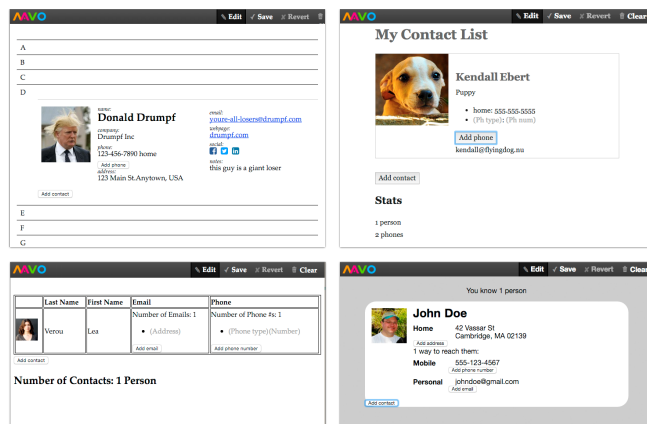 MAVO
Edit
Save
Revert
A
B
C
D
name:
Donald Drumpf
company:
Drumpf Inc
phone:
123-456-7890 home
Add phone
address:
123 Main St.Anytown, USA
email:
youre-all-losers@drumpf.com
webpage:
drumpf.com
social:
notes:
this guy is a giant loser
Add contact
E
F
G
MAVO
Edit
Save
Revert
Clear
My Contact List
Kendall Ebert
Puppy
home: 555-555-5555
(Ph type): (Ph num)
Add phone
kendall@flyingdog.nu
Add contact
Stats
1 person
2 phones
MAVO
Edit
Save
Revert
Clear
Last Name First Name Email Phone
Verou
Lea
Number of Emails: 1
(Address)
Add email
Number of Phone #s: 1
(Phone type)(Number)
Add phone number
Add contact
Number of Contacts: 1 Person
MAVO
Edit
Save
Revert
Clear
You know 1 person
John Doe
Home 42 Vassar St
Cambridge, MA 02139
Add address
1 way to reach them:
Mobile 555-123-4567
Add phone number
Personal johndoe@gmail.com
Add email
Add contact